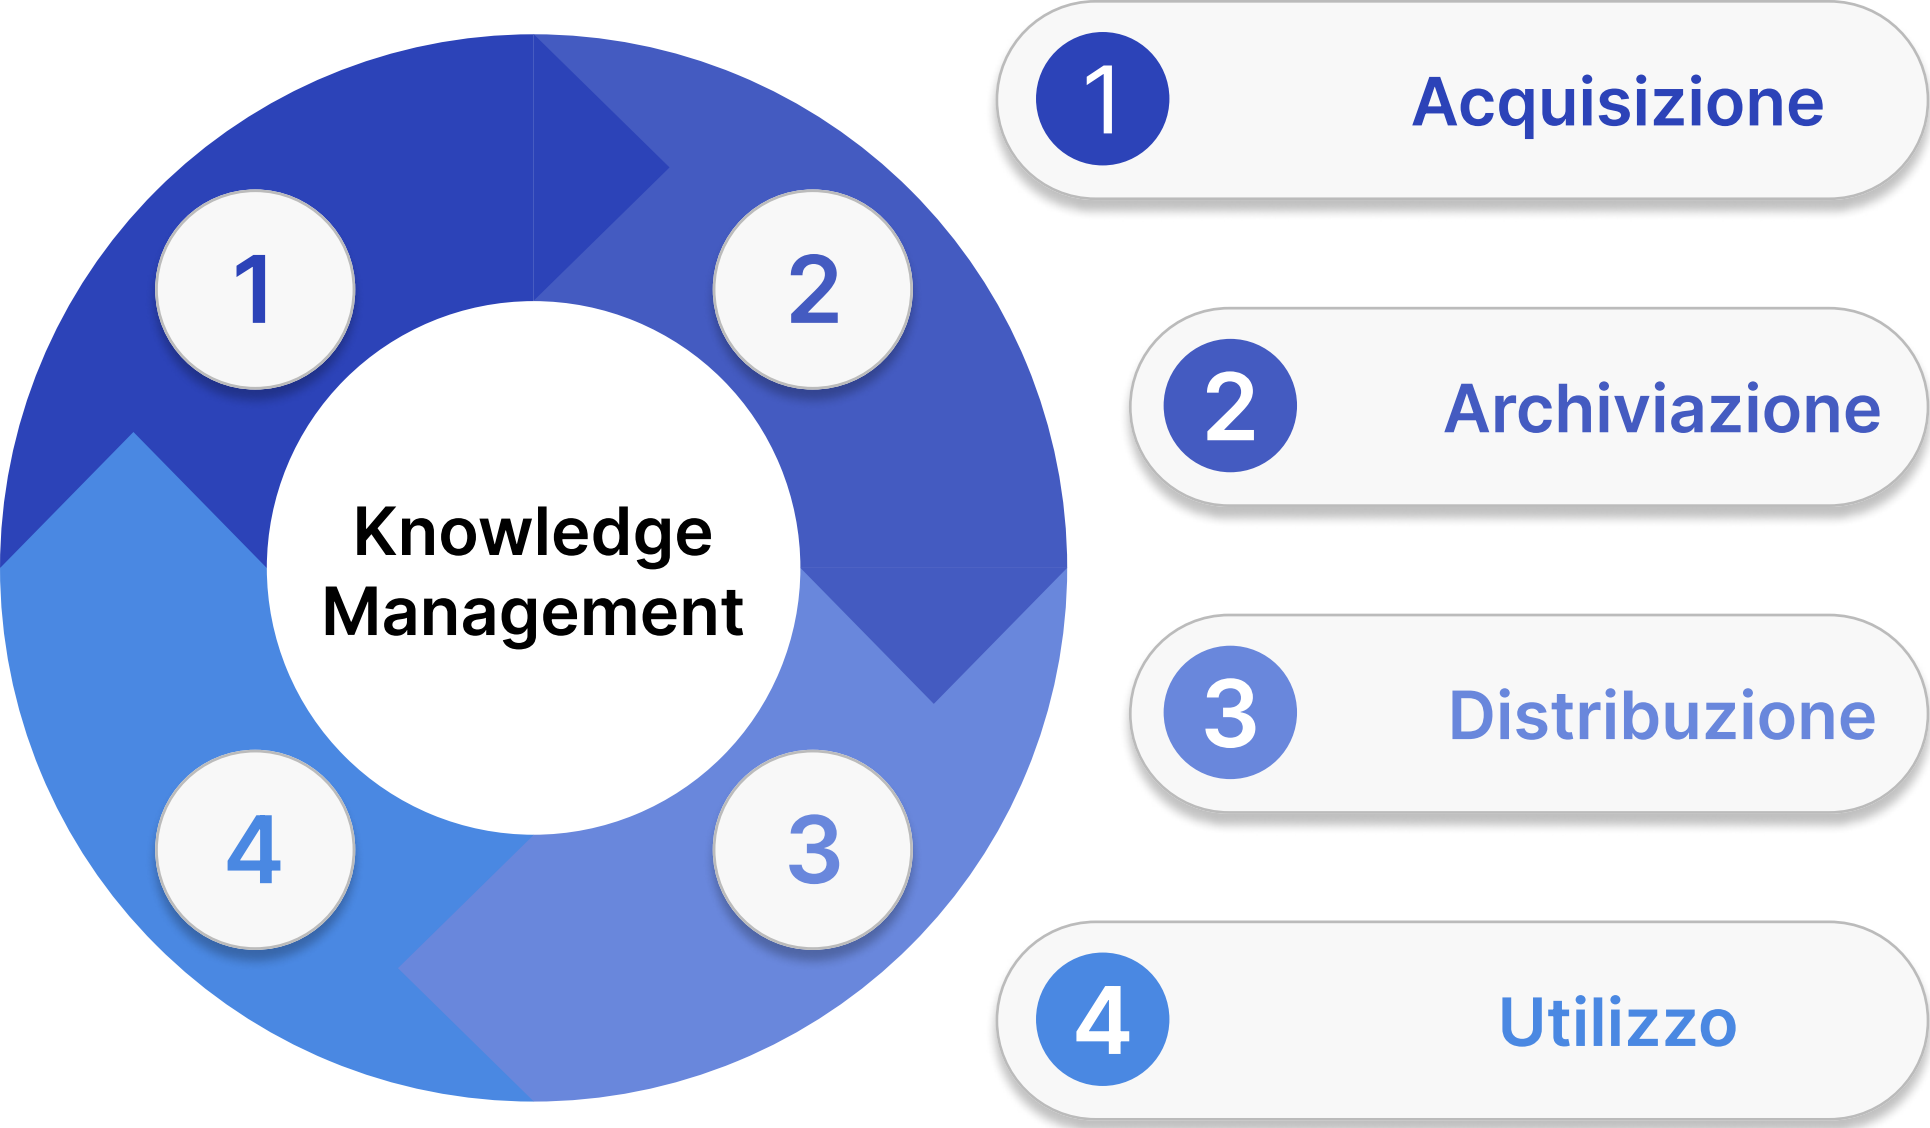 1
2
Knowledge
Management
4
3
1 Acquisizione
2 Archiviazione
3 Distribuzione
4 Utilizzo